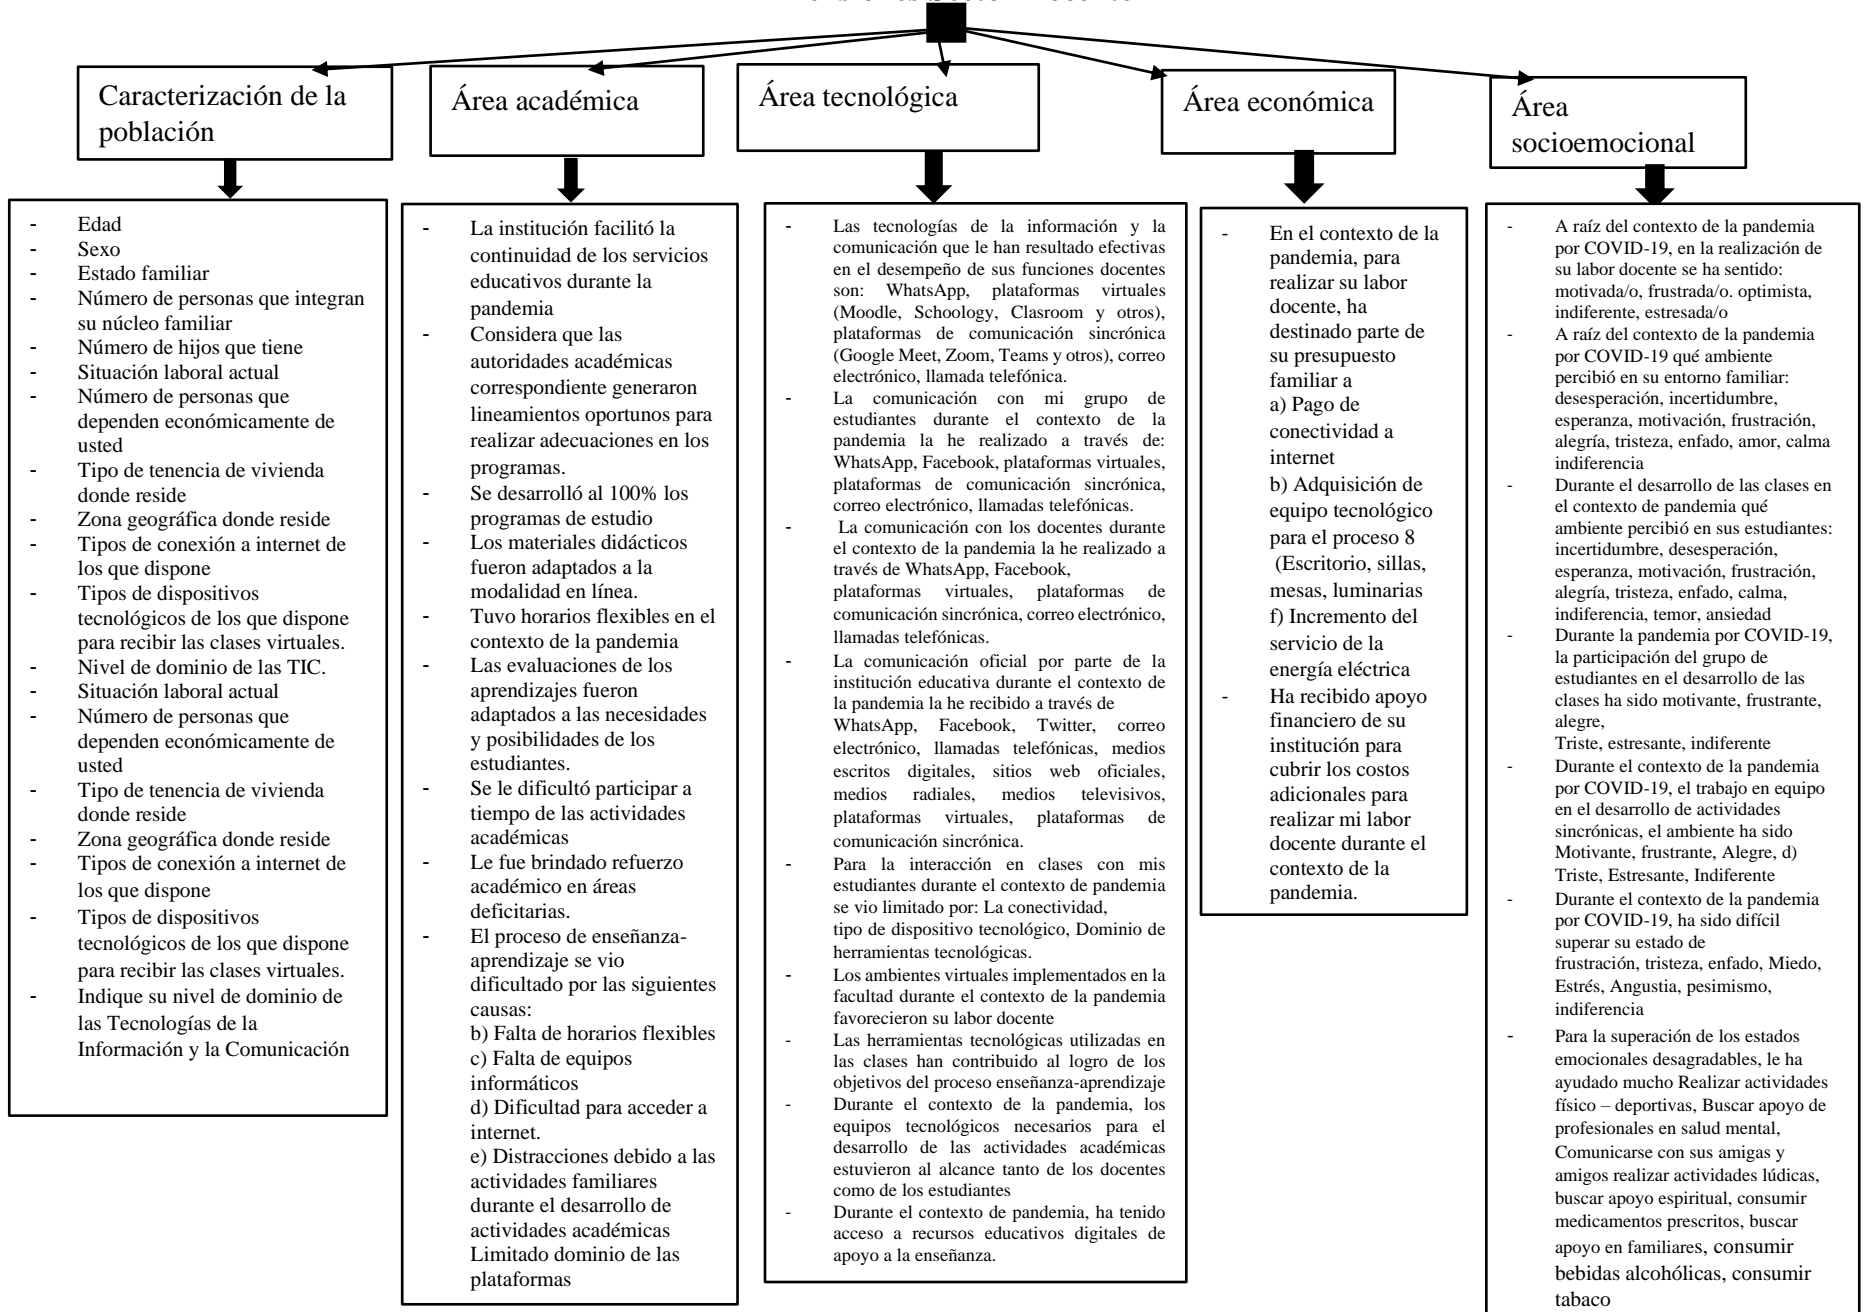 Caracterización de la
población
Área académica
Área tecnológica
Área económica
Área
socioemocional
- Edad
- Sexo
- Estado familiar
- Número de personas que integran
su núcleo familiar
- Número de hijos que tiene
- Situación laboral actual
- Número de personas que
dependen económicamente de
usted
- Tipo de tenencia de vivienda
donde reside
- Zona geográfica donde reside
- Tipos de conexión a internet de
los que dispone
- Tipos de dispositivos
tecnológicos de los que dispone
para recibir las clases virtuales.
- Nivel de dominio de las TIC.
- Situación laboral actual
- Número de personas que
dependen económicamente de
usted
- Tipo de tenencia de vivienda
donde reside
- Zona geográfica donde reside
- Tipos de conexión a internet de
los que dispone
- Tipos de dispositivos
tecnológicos de los que dispone
para recibir las clases virtuales.
- Indique su nivel de dominio de
las Tecnologías de la
Información y la Comunicación
- La institución facilitó la
continuidad de los servicios
educativos durante la
pandemia
- Considera que las
autoridades académicas
correspondiente generaron
lineamientos oportunos para
realizar adecuaciones en los
programas.
- Se desarrolló al 100% los
programas de estudio
- Los materiales didácticos
fueron adaptados a la
modalidad en línea.
- Tuvo horarios flexibles en el
contexto de la pandemia
- Las evaluaciones de los
aprendizajes fueron
adaptados a las necesidades
y posibilidades de los
estudiantes.
- Se le dificultó participar a
tiempo de las actividades
académicas
- Le fue brindado refuerzo
académico en áreas
deficitarias.
- El proceso de enseñanza-
aprendizaje se vio
dificultado por las siguientes
causas:
b) Falta de horarios flexibles
c) Falta de equipos
informáticos
d) Dificultad para acceder a
internet.
e) Distracciones debido a las
actividades familiares
durante el desarrollo de
actividades académicas
Limitado dominio de las
plataformas
- Las tecnologías de la información y la
comunicación que le han resultado efectivas
en el desempeño de sus funciones docentes
son: WhatsApp, plataformas virtuales
(Moodle, Schoology, Clasroom y otros),
plataformas de comunicación sincrónica
(Google Meet, Zoom, Teams y otros), correo
electrónico, llamada telefónica.
- La comunicación con mi grupo de
estudiantes durante el contexto de la
pandemia la he realizado a través de:
WhatsApp, Facebook, plataformas virtuales,
plataformas de comunicación sincrónica,
correo electrónico, llamadas telefónicas.
- La comunicación con los docentes durante
el contexto de la pandemia la he realizado a
través de WhatsApp, Facebook,
plataformas virtuales, plataformas de
comunicación sincrónica, correo electrónico,
llamadas telefónicas.
- La comunicación oficial por parte de la
institución educativa durante el contexto de
la pandemia la he recibido a través de
WhatsApp, Facebook, Twitter, correo
electrónico, llamadas telefónicas, medios
escritos digitales, sitios web oficiales,
medios radiales, medios televisivos,
plataformas virtuales, plataformas de
comunicación sincrónica.
- Para la interacción en clases con mis
estudiantes durante el contexto de pandemia
se vio limitado por: La conectividad,
tipo de dispositivo tecnológico, Dominio de
herramientas tecnológicas.
- Los ambientes virtuales implementados en la
facultad durante el contexto de la pandemia
favorecieron su labor docente
- Las herramientas tecnológicas utilizadas en
las clases han contribuido al logro de los
objetivos del proceso enseñanza-aprendizaje
- Durante el contexto de la pandemia, los
equipos tecnológicos necesarios para el
desarrollo de las actividades académicas
estuvieron al alcance tanto de los docentes
como de los estudiantes
- Durante el contexto de pandemia, ha tenido
acceso a recursos educativos digitales de
apoyo a la enseñanza.
- En el contexto de la
pandemia, para
realizar su labor
docente, ha
destinado parte de
su presupuesto
familiar a
a) Pago de
conectividad a
internet
b) Adquisición de
equipo tecnológico
para el proceso 8
(Escritorio, sillas,
mesas, luminarias
f) Incremento del
servicio de la
energía eléctrica
- Ha recibido apoyo
financiero de su
institución para
cubrir los costos
adicionales para
realizar mi labor
docente durante el
contexto de la
pandemia.
- A raíz del contexto de la pandemia
por COVID-19, en la realización de
su labor docente se ha sentido:
motivada/o, frustrada/o. optimista,
indiferente, estresada/o
- A raíz del contexto de la pandemia
por COVID-19 qué ambiente
percibió en su entorno familiar:
desesperación, incertidumbre,
esperanza, motivación, frustración,
alegría, tristeza, enfado, amor, calma
indiferencia
- Durante el desarrollo de las clases en
el contexto de pandemia qué
ambiente percibió en sus estudiantes:
incertidumbre, desesperación,
esperanza, motivación, frustración,
alegría, tristeza, enfado, calma,
indiferencia, temor, ansiedad
- Durante la pandemia por COVID-19,
la participación del grupo de
estudiantes en el desarrollo de las
clases ha sido motivante, frustrante,
alegre,
Triste, estresante, indiferente
- Durante el contexto de la pandemia
por COVID-19, el trabajo en equipo
en el desarrollo de actividades
sincrónicas, el ambiente ha sido
Motivante, frustrante, Alegre, d)
Triste, Estresante, Indiferente
- Durante el contexto de la pandemia
por COVID-19, ha sido difícil
superar su estado de
frustración, tristeza, enfado, Miedo,
Estrés, Angustia, pesimismo,
indiferencia
- Para la superación de los estados
emocionales desagradables, le ha
ayudado mucho Realizar actividades
físico – deportivas, Buscar apoyo de
profesionales en salud mental,
Comunicarse con sus amigas y
amigos realizar actividades lúdicas,
buscar apoyo espiritual, consumir
medicamentos prescritos, buscar
apoyo en familiares, consumir
bebidas alcohólicas, consumir
tabaco